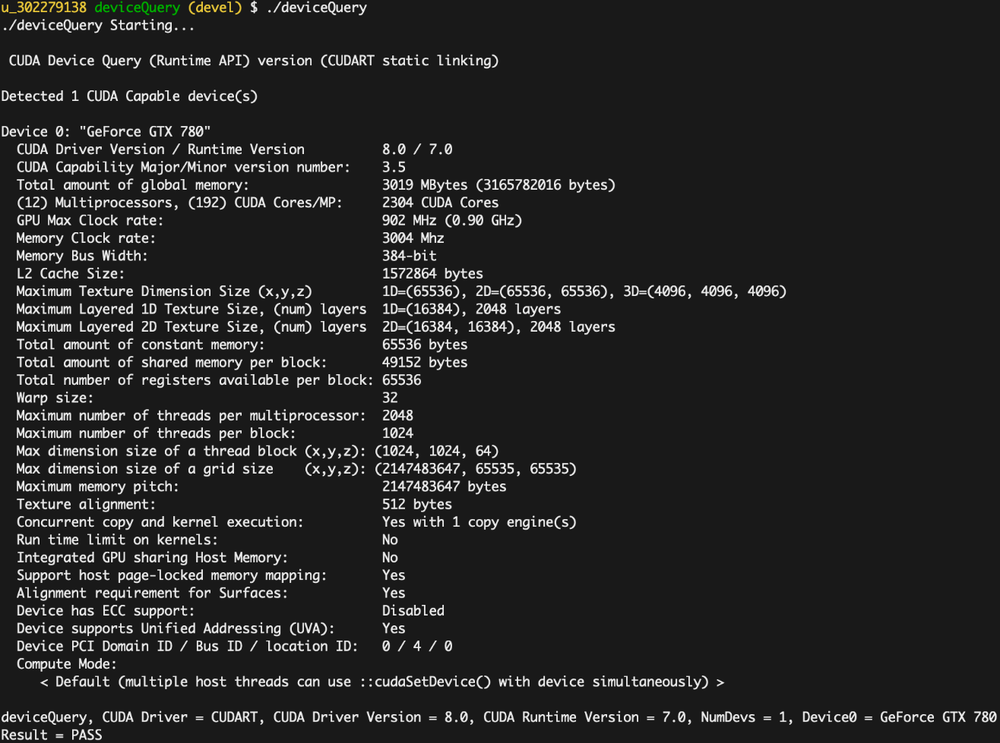 u_302279138 deviceQuery (devel) $ ./deviceQuery
./deviceQuery Starting...
CUDA Device Query (Runtime API) version (CUDART static linking)
Detected 1 CUDA Capable device(s)
Device 0: "GeForce GTX 780"
CUDA Driver Version / Runtime Version          8.0 / 7.0
CUDA Capability Major/Minor version number:    3.5
Total amount of global memory:                 3019 MBytes (3165782016 bytes)
(12) Multiprocessors, (192) CUDA Cores/MP:     2304 CUDA Cores
GPU Max Clock rate:                            902 MHz (0.90 GHz)
Memory Clock rate:                             3004 Mhz
Memory Bus Width:                              384-bit
L2 Cache Size:                                 1572864 bytes
Maximum Texture Dimension Size (x,y,z)         1D=(65536), 2D=(65536, 65536), 3D=(4096, 4096, 4096)
Maximum Layered 1D Texture Size, (num) layers  1D=(16384), 2048 layers
Maximum Layered 2D Texture Size, (num) layers  2D=(16384, 16384), 2048 layers
Total amount of constant memory:               65536 bytes
Total amount of shared memory per block:       49152 bytes
Total number of registers available per block: 65536
Warp size:                                     32
Maximum number of threads per multiprocessor:  2048
Maximum number of threads per block:           1024
Max dimension size of a thread block (x,y,z): (1024, 1024, 64)
Max dimension size of a grid size    (x,y,z): (2147483647, 65535, 65535)
Maximum memory pitch:                          2147483647 bytes
Texture alignment:                             512 bytes
Concurrent copy and kernel execution:          Yes with 1 copy engine(s)
Run time limit on kernels:                     No
Integrated GPU sharing Host Memory:            No
Support host page-locked memory mapping:       Yes
Alignment requirement for Surfaces:            Yes
Device has ECC support:                        Disabled
Device supports Unified Addressing (UVA):      Yes
Device PCI Domain ID / Bus ID / location ID:   0 / 4 / 0
Compute Mode:
< Default (multiple host threads can use ::cudaSetDevice() with device simultaneously) >
deviceQuery, CUDA Driver = CUDART, CUDA Driver Version = 8.0, CUDA Runtime Version = 7.0, NumDevs = 1, Device0 = GeForce GTX 780
Result = PASS